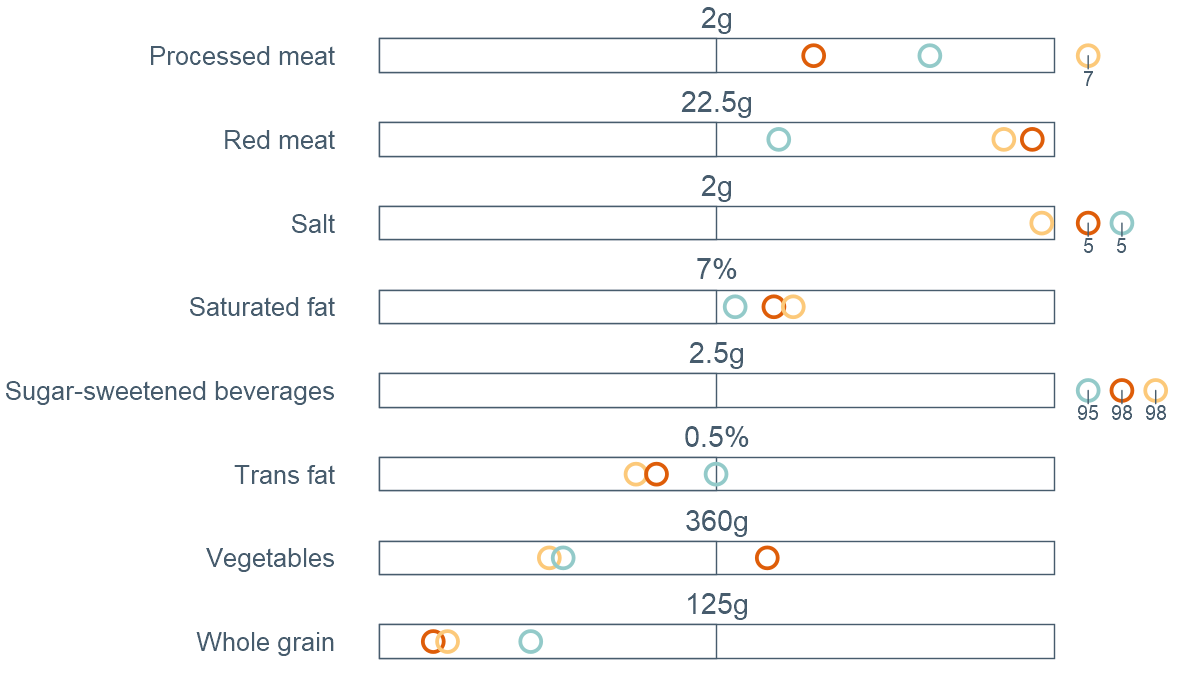 2g
Processed meat
7
22.5g
Red meat
2g
Salt
5 5
7%
Saturated fat
2.5g
Sugar-sweetened beverages
95 98 98
0.5%
Trans fat
360g
Vegetables
125g
Whole grain